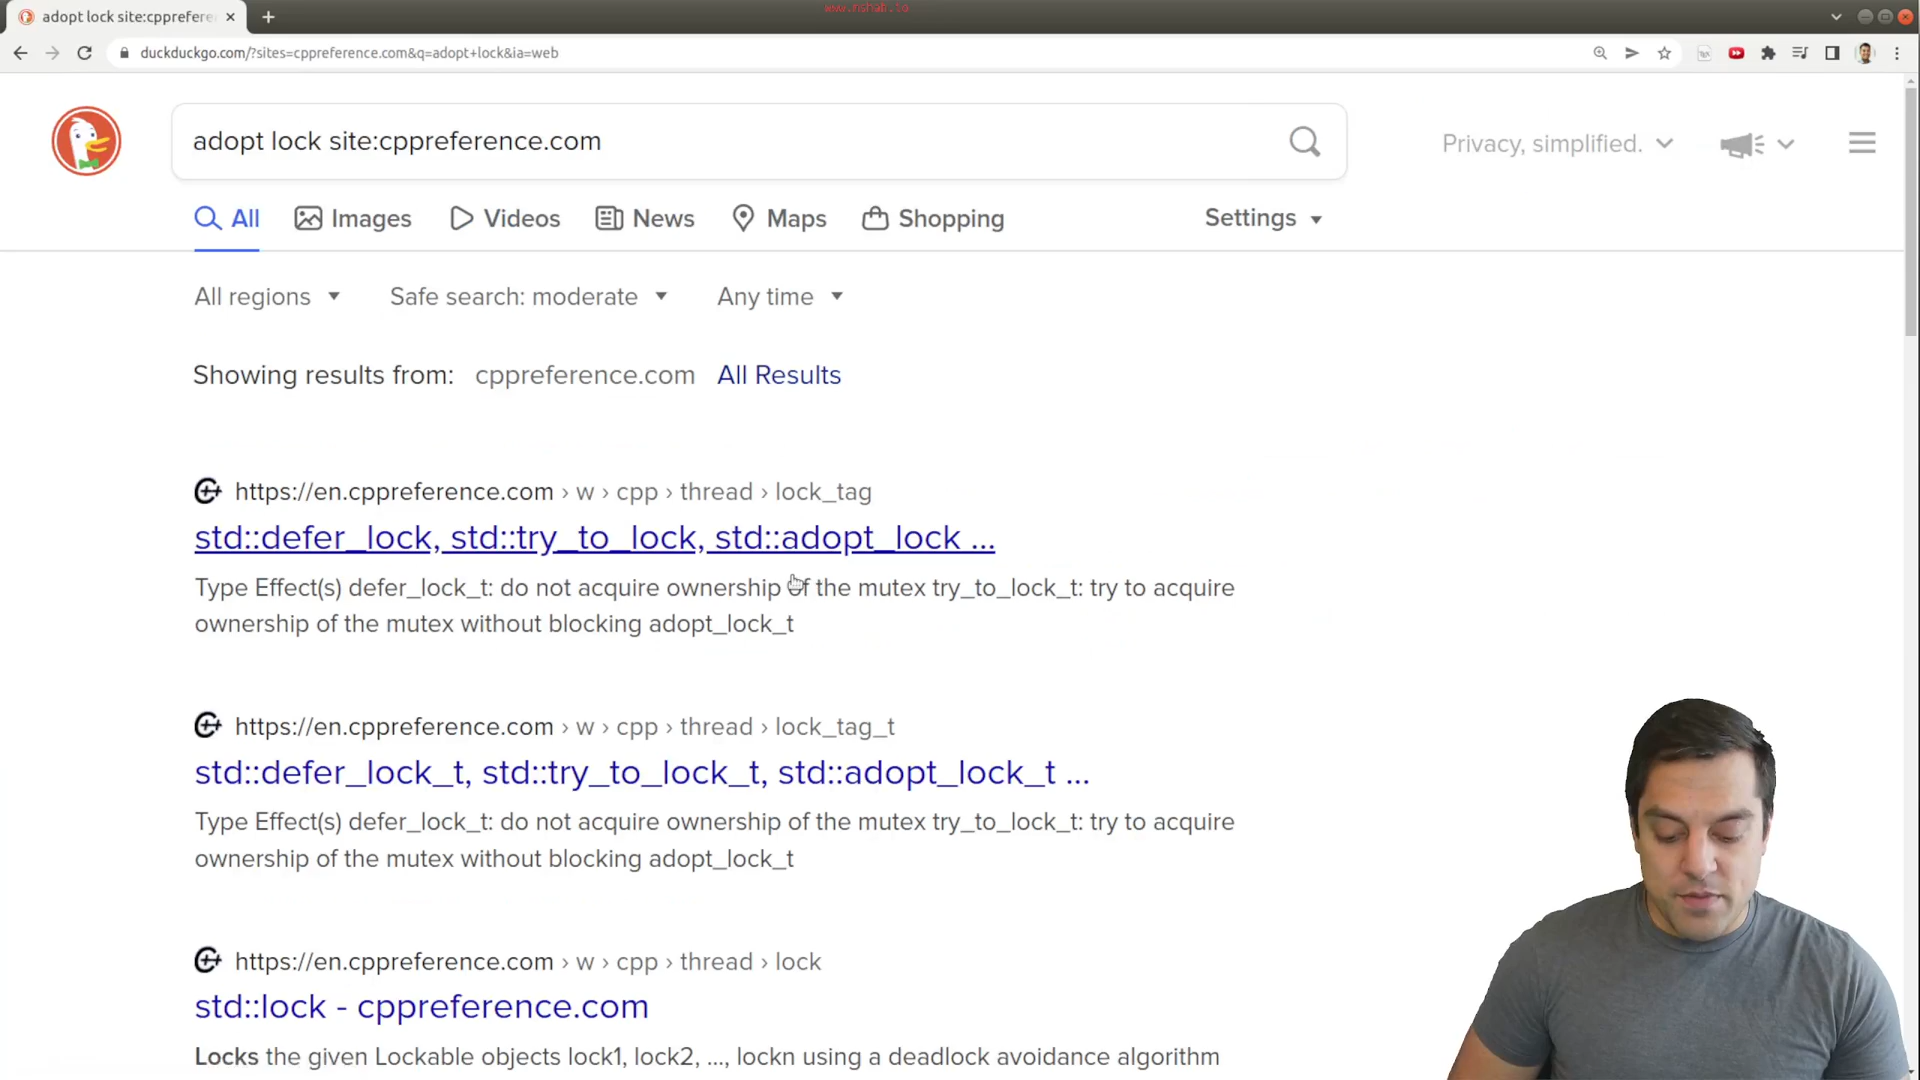 www.rshab.to
adopt lock site:cpprefere
duckduckgo.com/?sites=cppreference.com&q=adopt+lock&ia=web
adopt lock site:cppreference.com
Privacy, simplified.
All Images Videos News Maps Shopping Settings
All regions Safe search: moderate Any time
Showing results from: cppreference.com All Results
https://en.cppreference.com › w › cpp › thread › lock_tag
std::defer_lock, std::try_to_lock, std::adopt_lock ...
Type Effect(s) defer_lock_t: do not acquire ownership of the mutex try_to_lock_t: try to acquire
ownership of the mutex without blocking adopt_lock_t
https://en.cppreference.com › w › cpp › thread › lock_tag_t
std::defer_lock_t, std::try_to_lock_t, std::adopt_lock_t ...
Type Effect(s) defer_lock_t: do not acquire ownership of the mutex try_to_lock_t: try to acquire
ownership of the mutex without blocking adopt_lock_t
https://en.cppreference.com › w › cpp › thread › lock
std::lock - cppreference.com
Locks the given Lockable objects lock1, lock2, ..., lockn using a deadlock avoidance algorithm